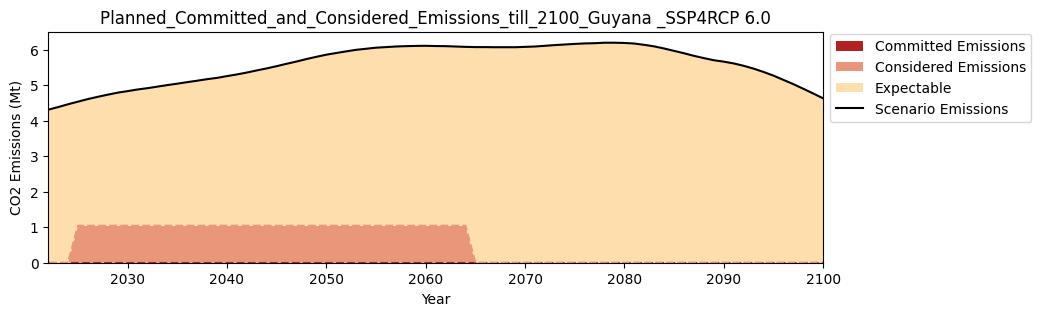 Planned_Committed_and_Considered_Emissions_till_2100_Guyana _SSP4RCP 6.0
CO2 Emissions (Mt)
6
5
4
3
2
1
0
2030 2040 2050 2060 2070 2080 2090 2100
Year
Committed Emissions
Considered Emissions
Expectable
Scenario Emissions